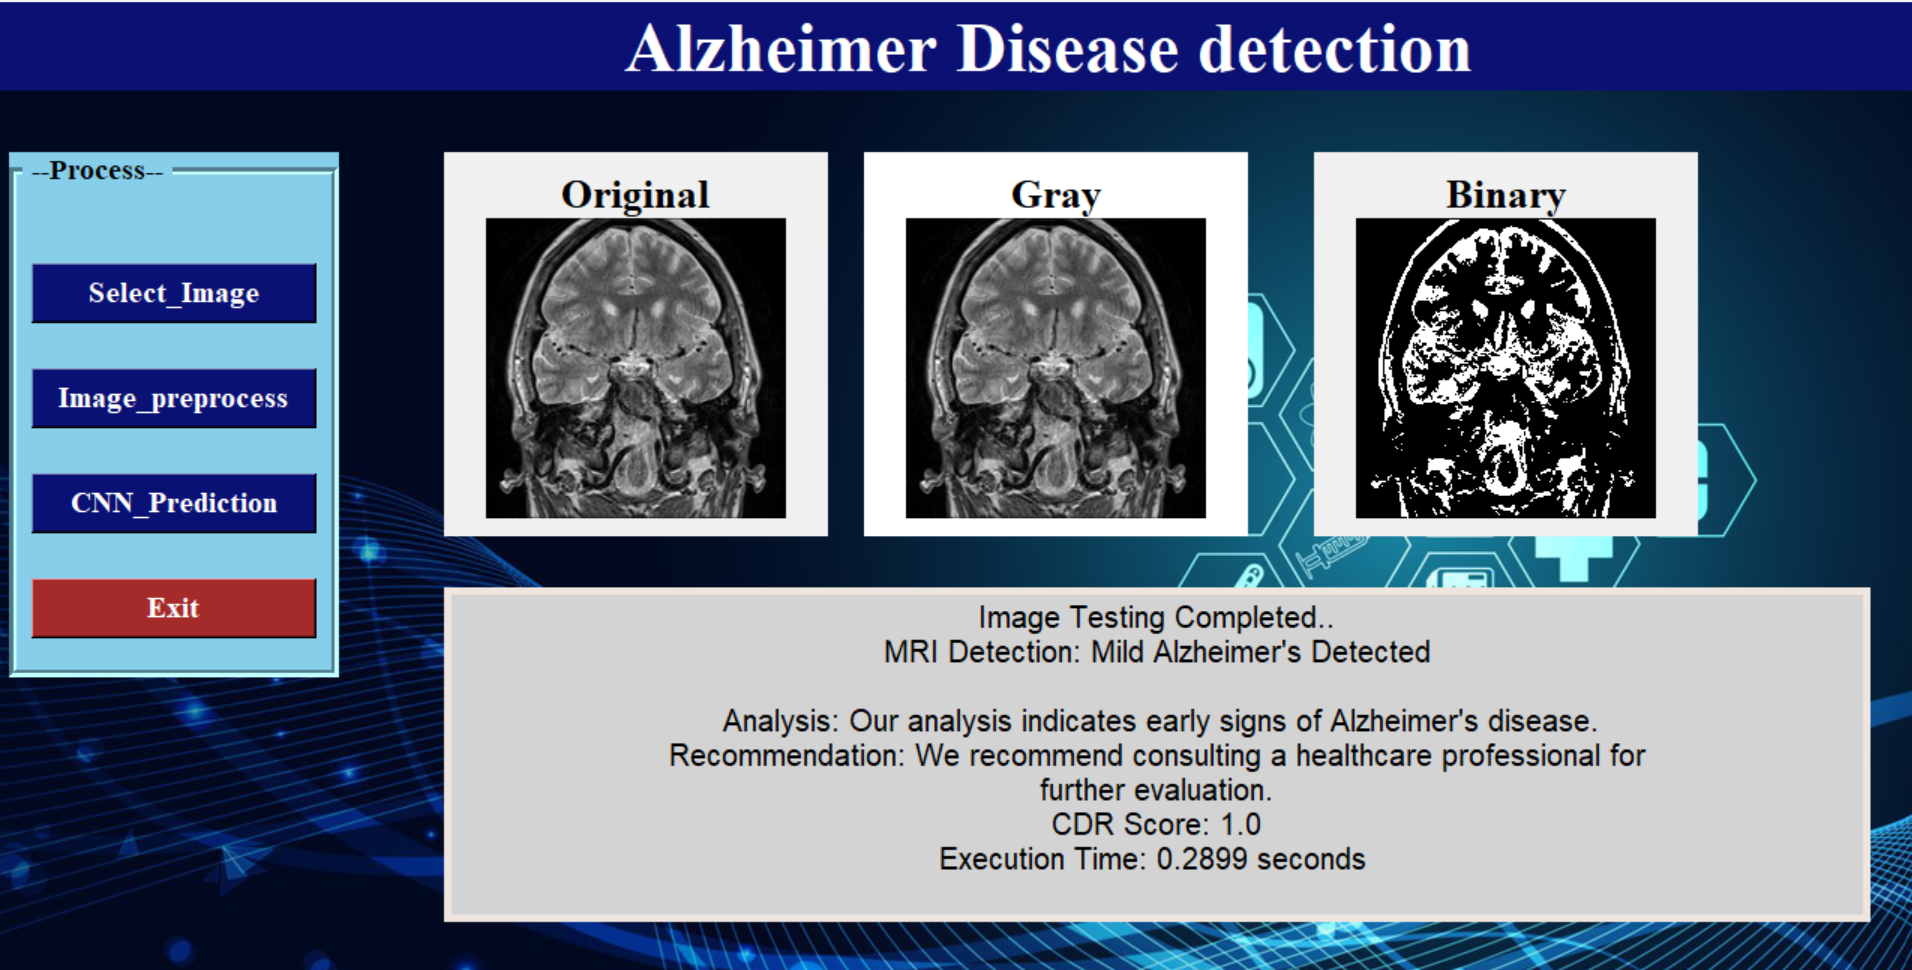 Alzheimer Disease detection
--Process--
Select_Image
Image_preprocess
CNN_Prediction
Exit
Original
Gray
Binary
Image Testing Completed..
MRI Detection: Mild Alzheimer's Detected
Analysis: Our analysis indicates early signs of Alzheimer's disease.
Recommendation: We recommend consulting a healthcare professional for
further evaluation.
CDR Score: 1.0
Execution Time: 0.2899 seconds